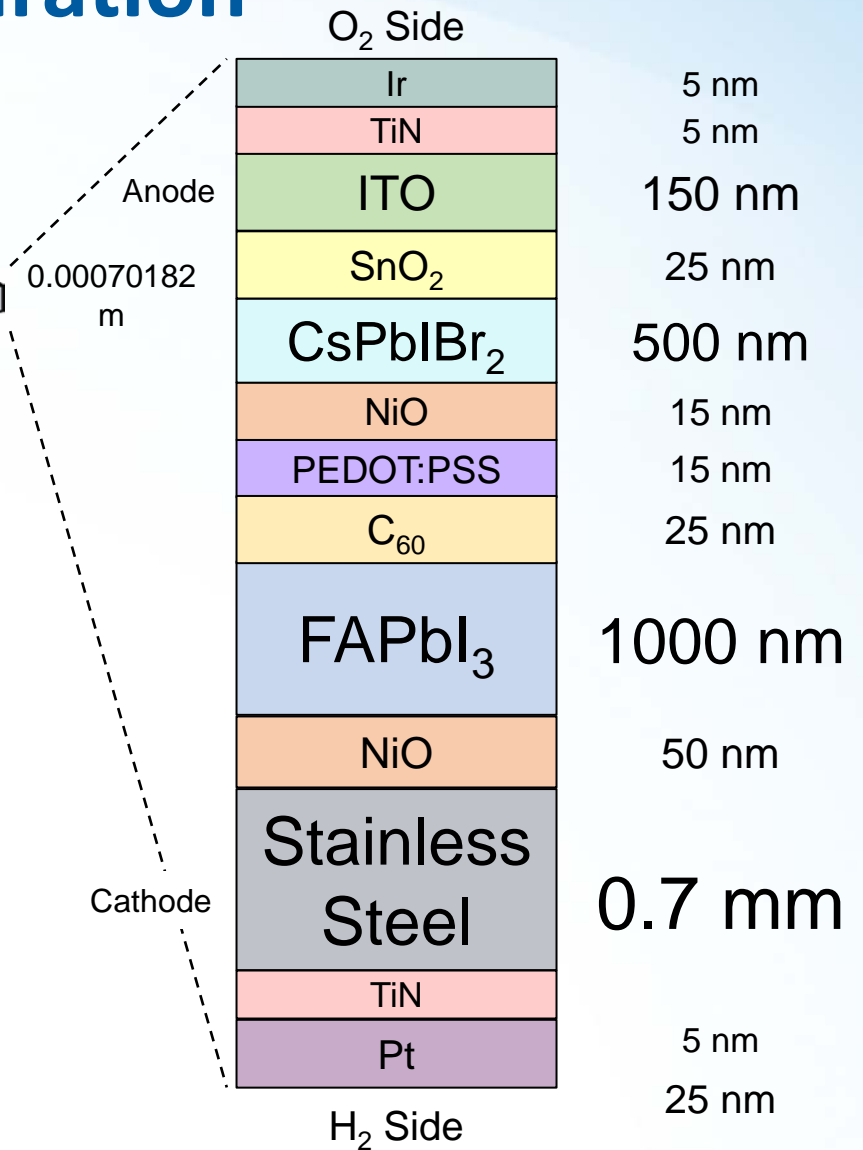 O₂ Side
Ir 5 nm
TiN 5 nm
Anode ITO 150 nm
0.00070182
m
SnO₂ 25 nm
CsPbIBr₂ 500 nm
NiO 15 nm
PEDOT:PSS 15 nm
C₆₀ 25 nm
FAPbI₃ 1000 nm
NiO 50 nm
Stainless
Steel
0.7 mm
Cathode
TiN
5 nm
Pt
25 nm
H₂ Side